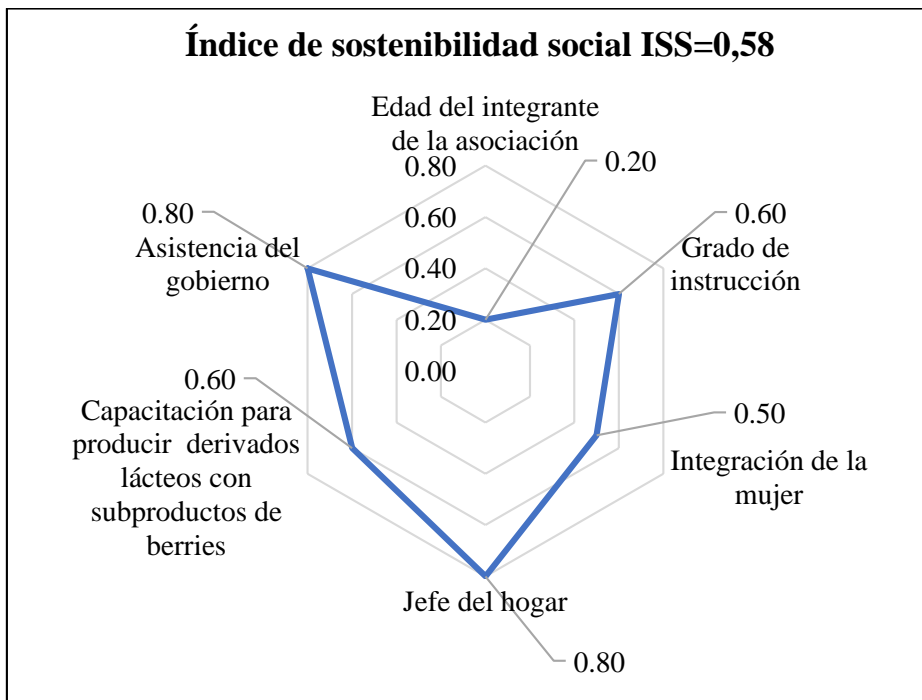 Índice de sostenibilidad social ISS=0,58
Edad del integrante
de la asociación
0.20
0.60
Grado de
instrucción
0.50
Integración de la
mujer
Jefe del hogar
0.80
0.60
Capacitación para
producir derivados
lácteos con
subproductos de
berries
0.80
Asistencia del
gobierno
0.80
0.60
0.40
0.20
0.00